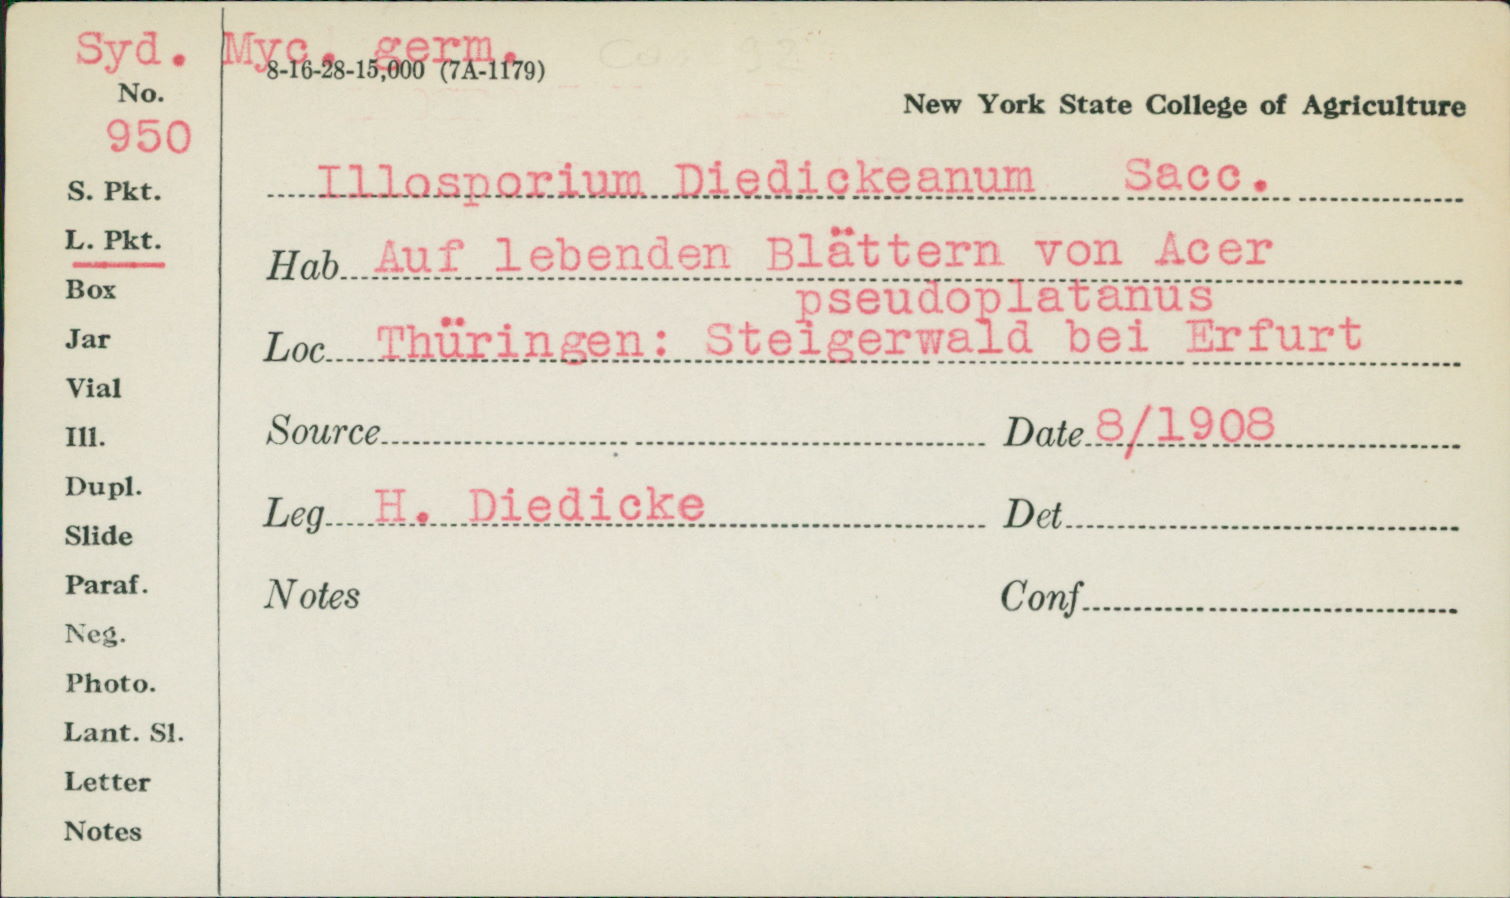 Syd. Myc. germ.
8-16-28-15,000 (7A-1179)
No.
950
New York State College of Agriculture
S. Pkt.
Illosporium Diedickeanum Sacc.
L. Pkt.
Hab Auf lebenden Blättern von Acer
pseudoplatanus
Box
Jar
Loc Thüringen: Steigerwald bei Erfurt
Vial
Ill.
Source Date 8/1908
Dupl.
Leg H. Diedicke Det
Slide
Paraf.
Notes Conf
Neg.
Photo.
Lant. Sl.
Letter
Notes